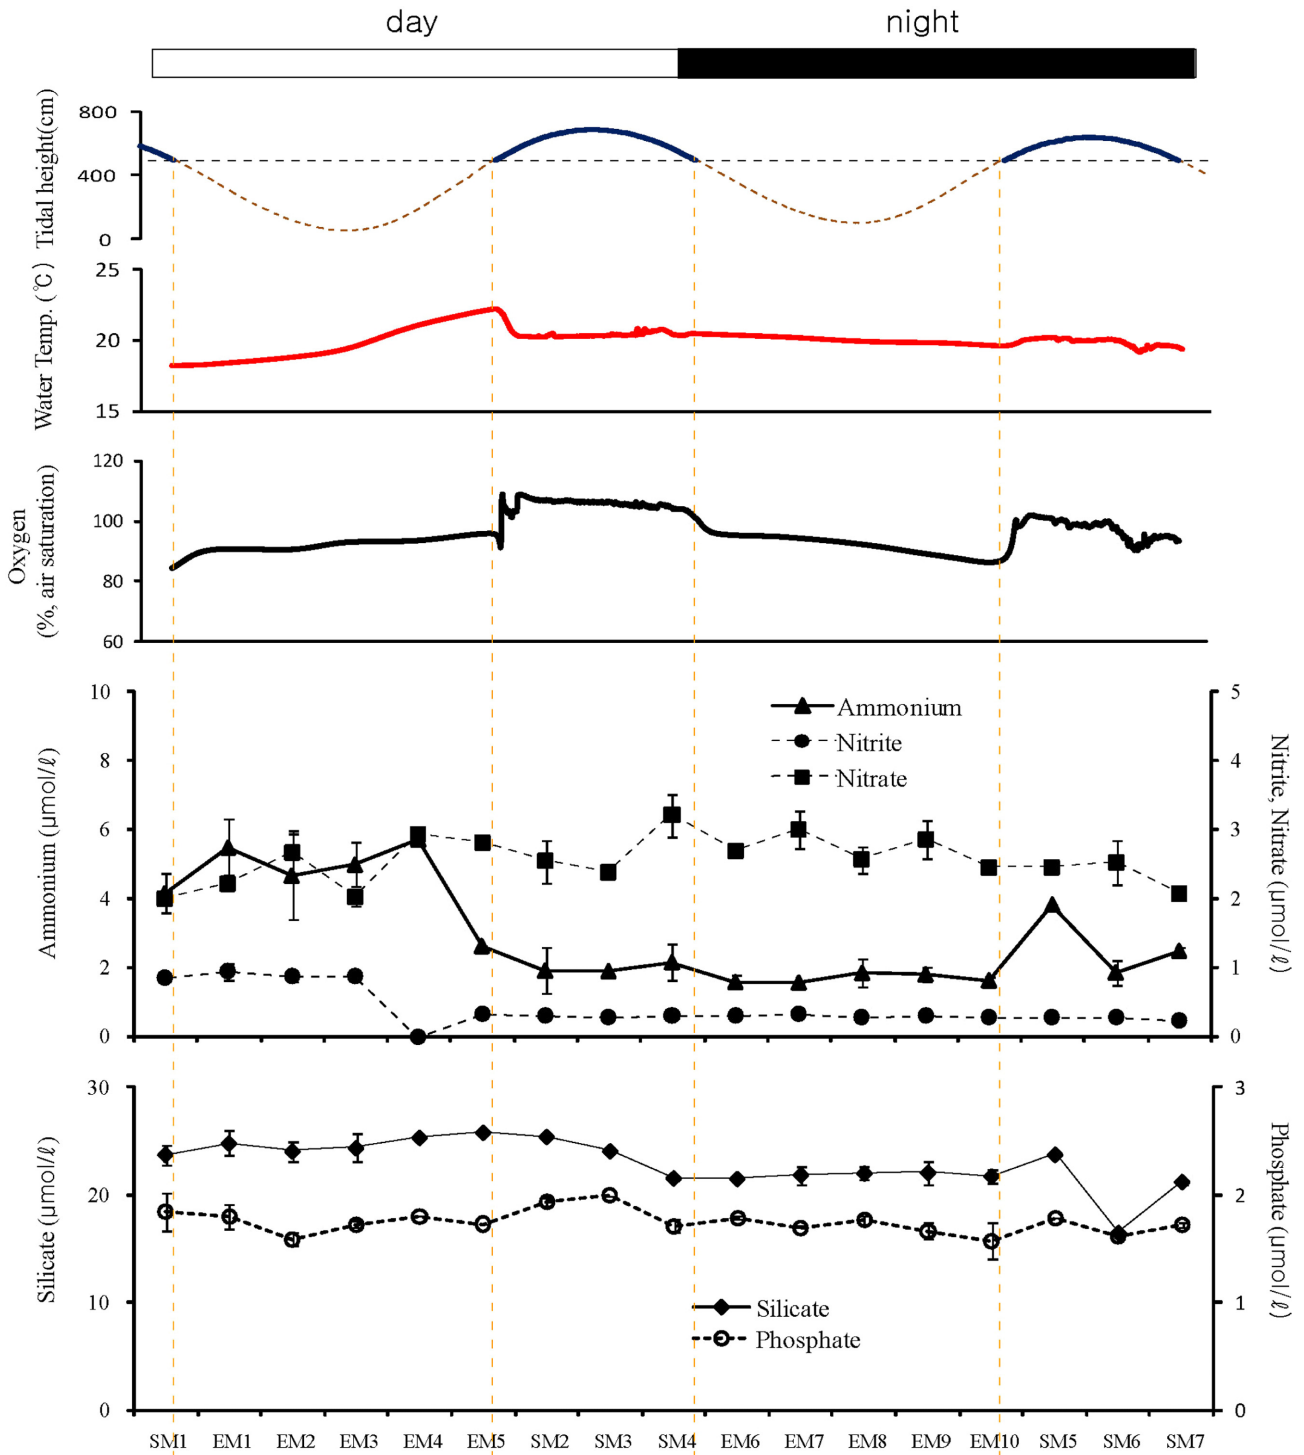 day
night
Tidal height(cm)
800
400
0
Water Temp. (℃)
25
20
15
Oxygen
(%, air saturation)
120
100
80
60
Ammonium (μmol/ℓ)
10
8
6
4
2
0
Ammonium
Nitrite
Nitrate
5
4
3
2
1
0
Nitrite, Nitrate (μmol/ℓ)
Silicate (μmol/ℓ)
30
20
10
0
Silicate
Phosphate
3
2
1
0
Phosphate (μmol/ℓ)
SM1 EM1 EM2 EM3 EM4 EM5 SM2 SM3 SM4 EM6 EM7 EM8 EM9 EM10 SM5 SM6 SM7